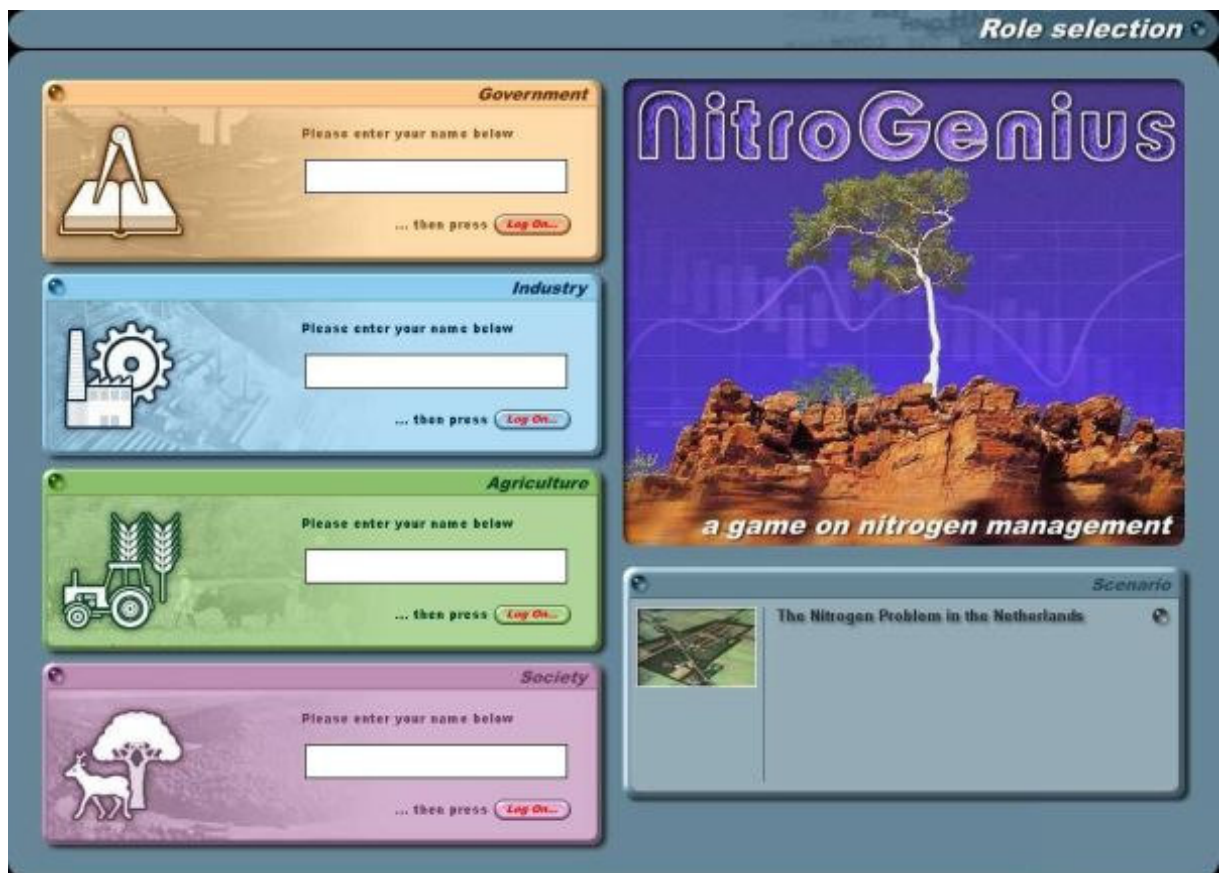 Role selection
Government
Please enter your name below
... then press Log On...
Industry
Please enter your name below
... then press Log On...
Agriculture
Please enter your name below
... then press Log On...
Society
Please enter your name below
... then press Log On...
NitroGenius
a game on nitrogen management
Scenario
The Nitrogen Problem in the Netherlands